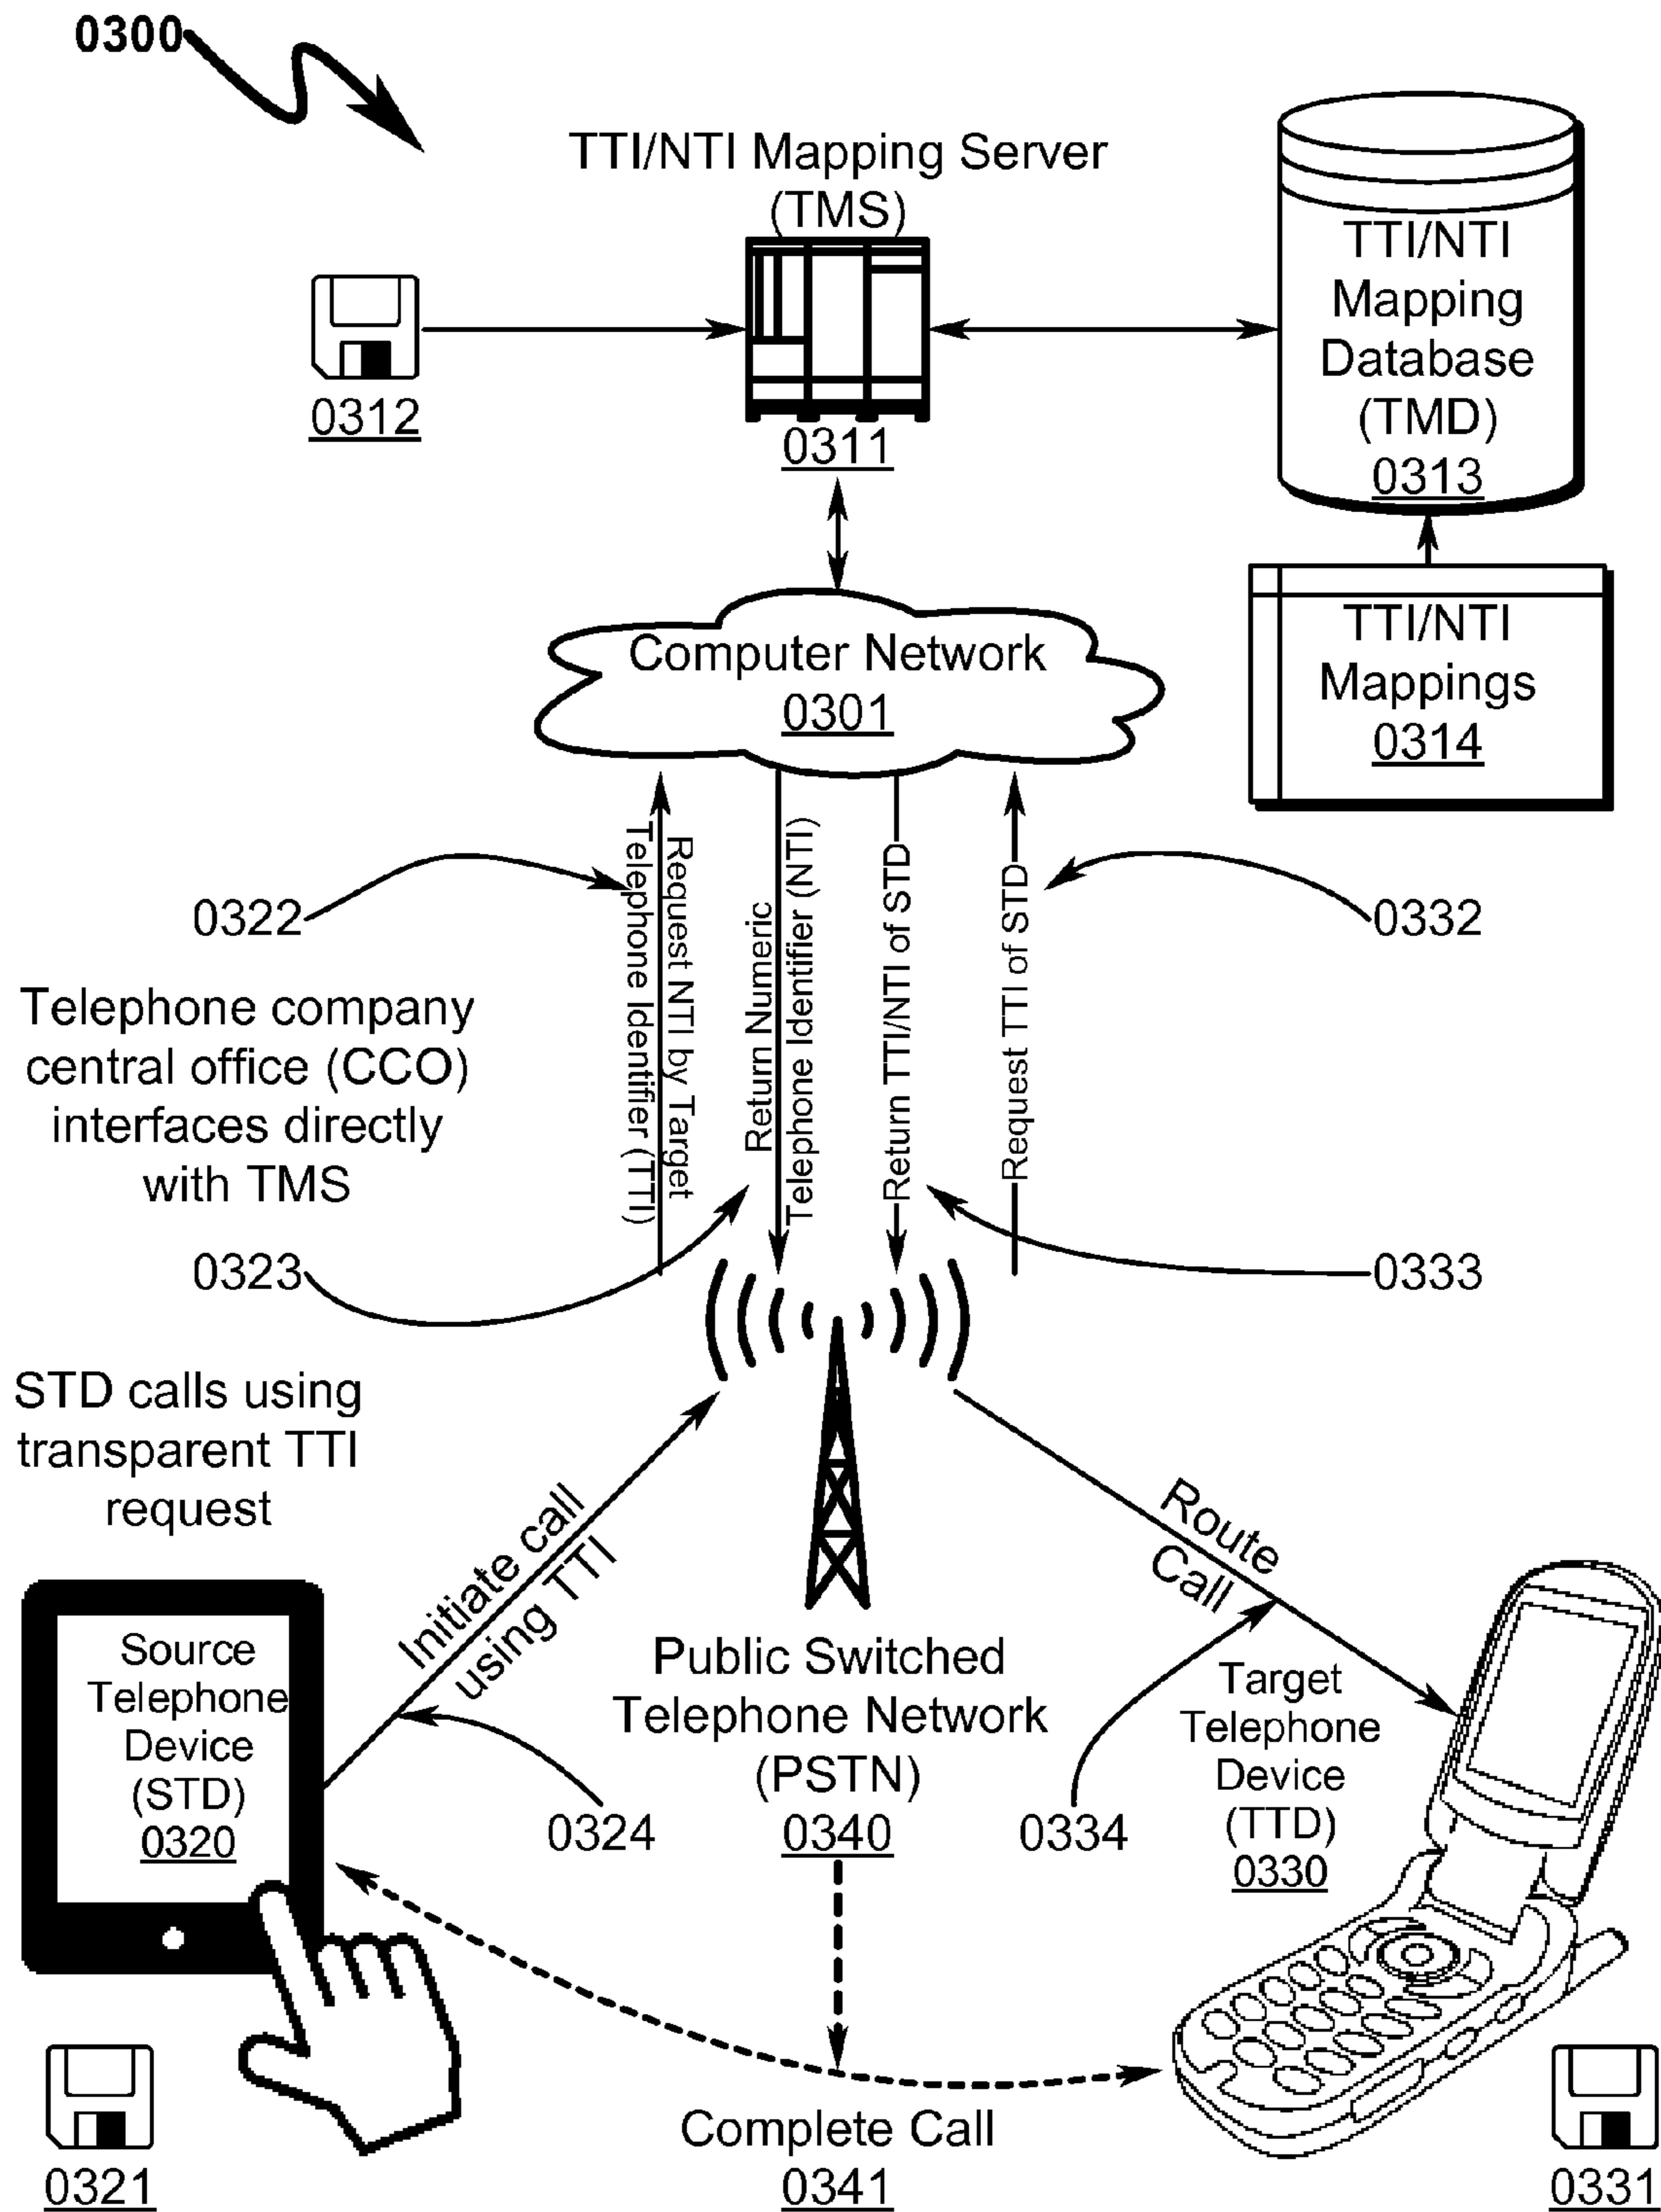 0300
TTI/NTI Mapping Server
(TMS)
0312
0311
TTI/NTI
Mapping
Database
(TMD)
0313
TTI/NTI
Mappings
0314
Computer Network
0301
0322
Telephone Identifier (TTI)
Request NTI by Target
Return Numeric
Telephone Identifier (NTI)
Return TTI/NTI of STD
Request TTI of STD
0332
Telephone company
central office (CCO)
interfaces directly
with TMS
0323
0333
STD calls using
transparent TTI
request
Initiate call
using TTI
Route
Call
Source
Telephone
Device
(STD)
0320
0324
Public Switched
Telephone Network
(PSTN)
0340
0334
Target
Telephone
Device
(TTD)
0330
Complete Call
0341
0321
0331